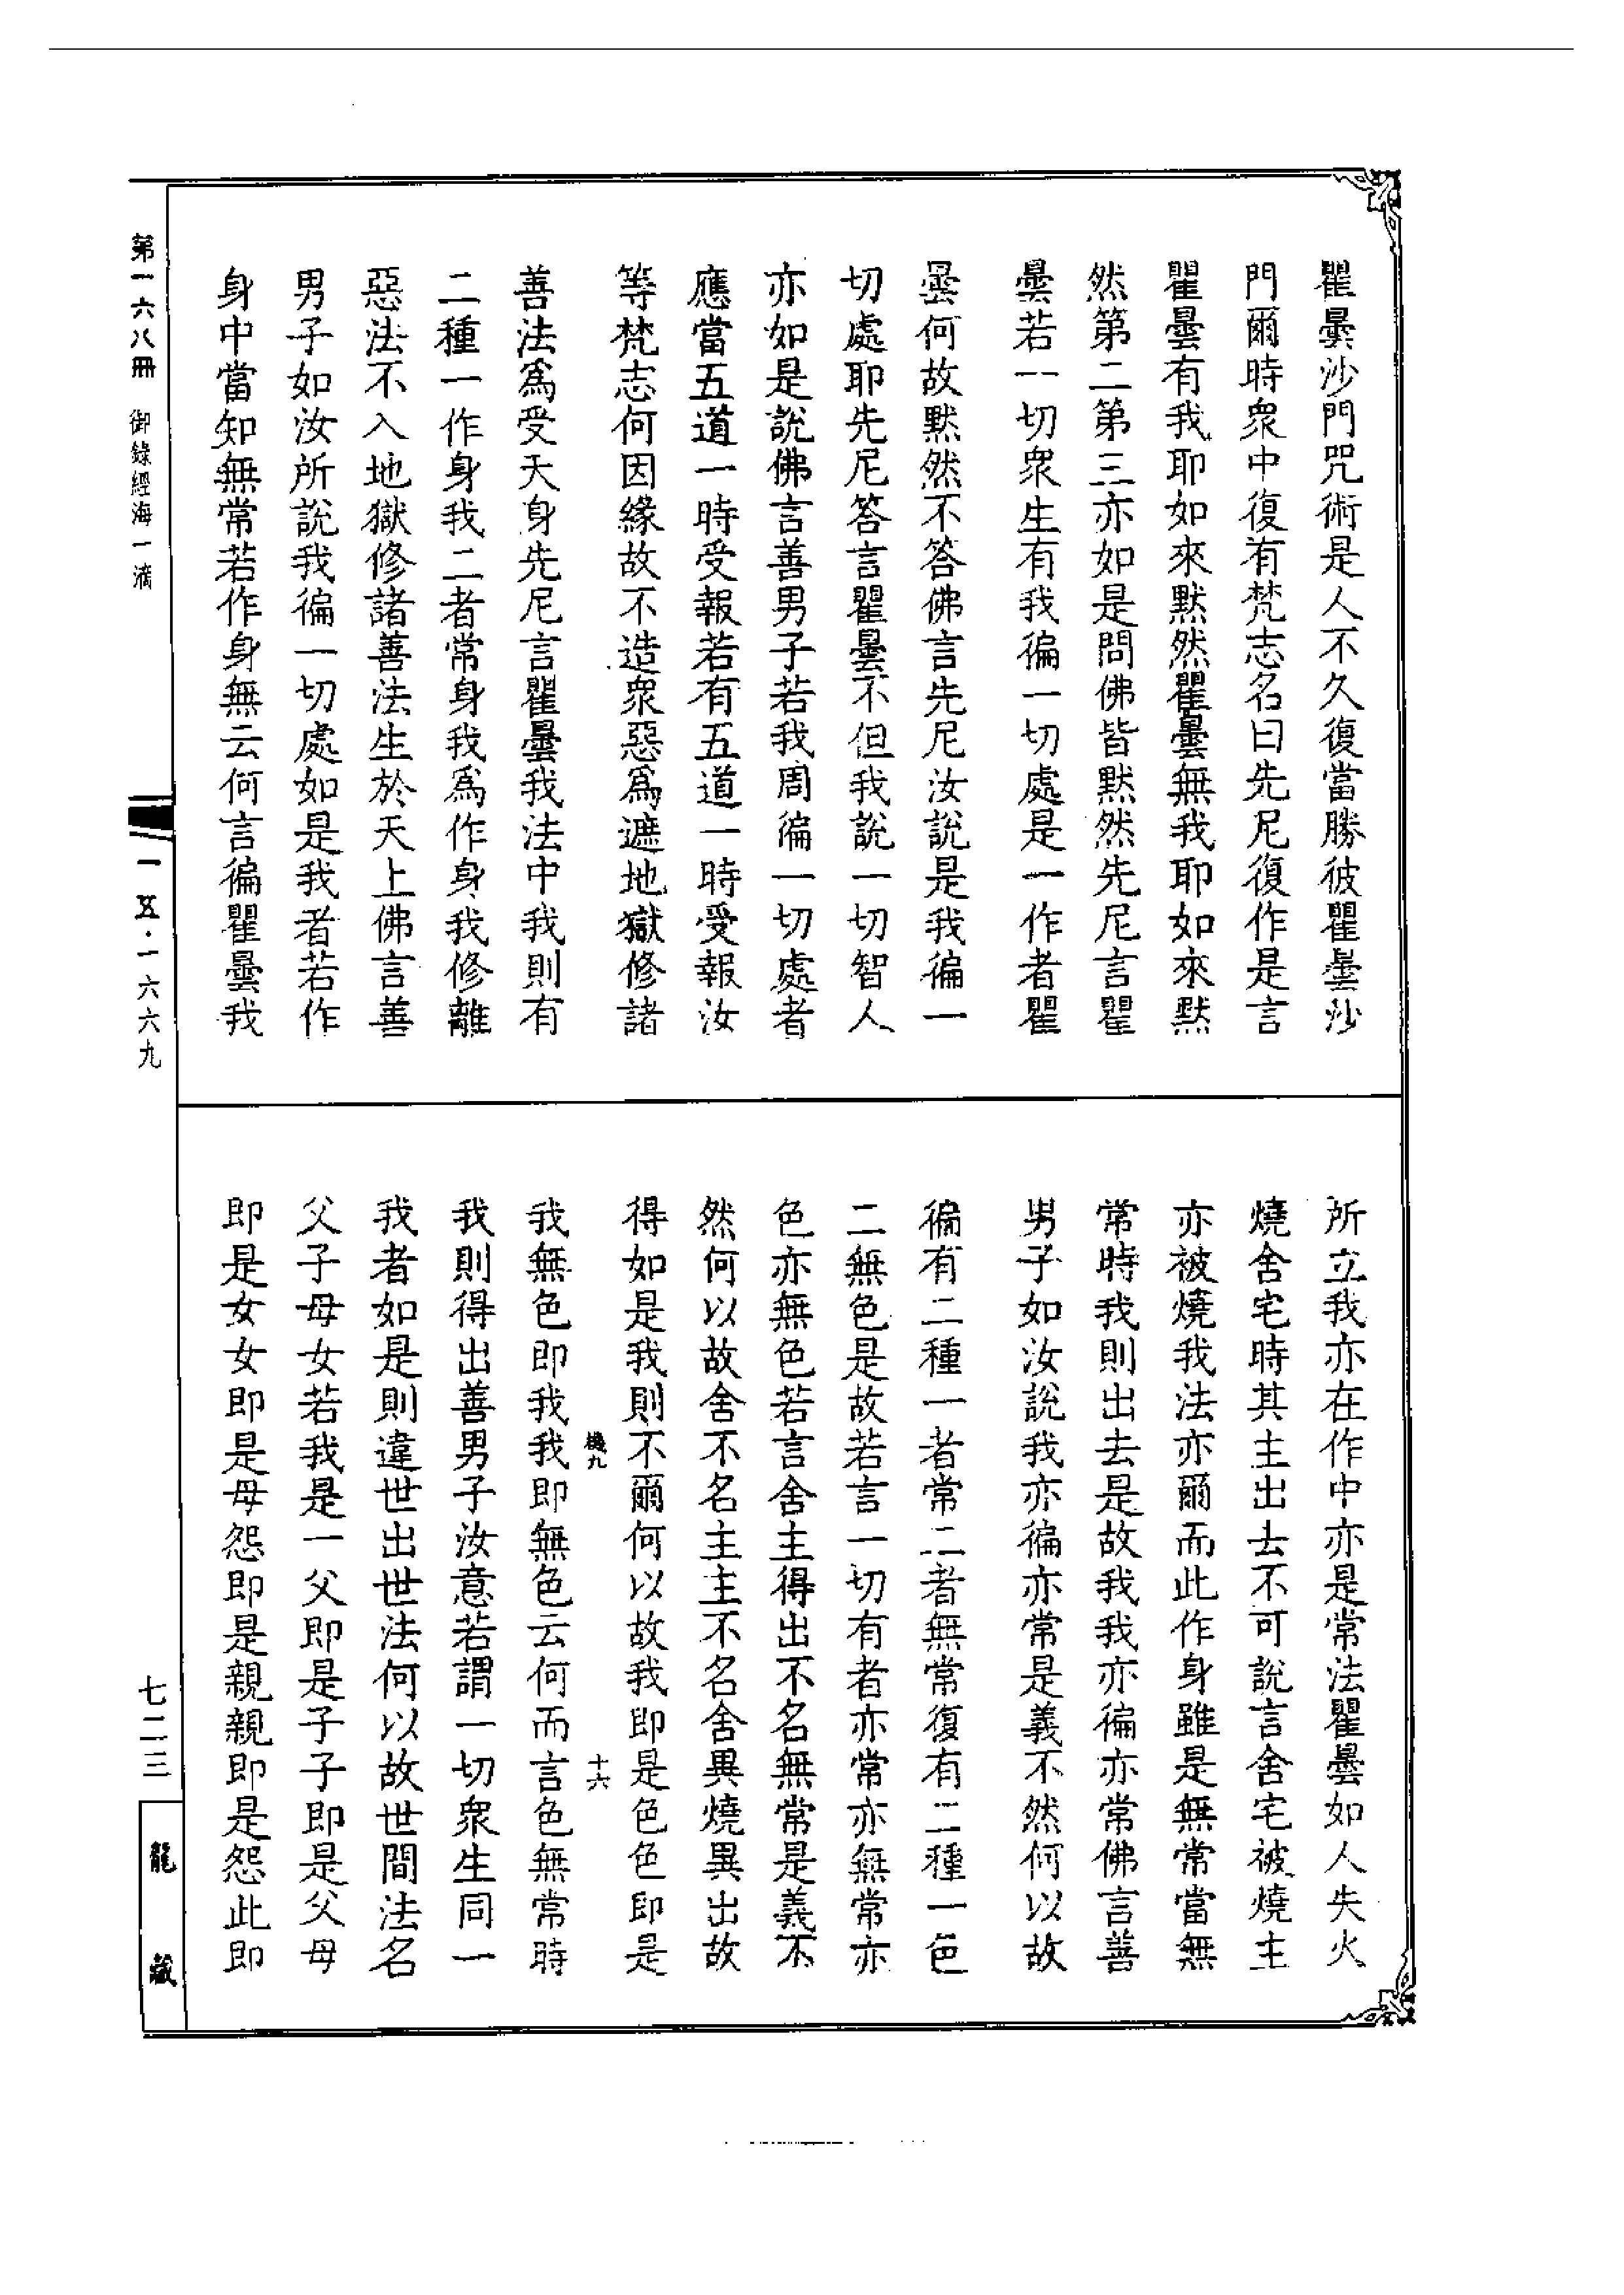 瞿曇沙門咒術是人不久復當勝彼瞿曇沙
門爾時衆中復有梵志名曰先尼復作是言
瞿曇有我耶如來默然瞿曇無我耶如來默
然第二第三亦如是問佛皆默然先尼言瞿
曇若一切衆生有我徧一切處是一作者瞿
曇何故默然不答佛言先尼汝說是我徧一
切處耶先尼答言瞿曇不但我說一切智人
亦如是說佛言善男子若我周徧一切處者
應當五道一時受報若有五道一時受報汝
等梵志何因緣故不造衆惡爲遮地獄修諸
善法爲受天身先尼言瞿曇我法中我則有
二種一作身我二者常身我爲作身我修離
惡法不入地獄修諸善法生於天上佛言善
男子如汝所說我徧一切處如是我者若作
身中當知無常若作身無云何言徧瞿曇我
所立我亦在作中亦是常法瞿曇如人失火
燒舍宅時其主出去不可說言舍宅被燒主
亦被燒我法亦爾而此作身雖是無常當無
常時我則出去是故我我亦徧亦常佛言善
男子如汝說我亦徧亦常是義不然何以故
徧有二種一者常二者無常復有二種一色
二無色是故若言一切有者亦常亦無常亦
色亦無色若言舍主得出不名無常是義不
然何以故舍不名主主不名舍異燒異出故
得如是我則不爾何以故我即是色色即是
機九 十六
我無色即我我即無色云何而言色無常時
我則得出善男子汝意若謂一切衆生同一
我者如是則違世出世法何以故世間法名
父子母女若我是一父即是子子即是父母
即是女女即是母怨即是親親即是怨此即
第一六八冊 御錄經海一滴
一五·一六六九
七二三
龍藏